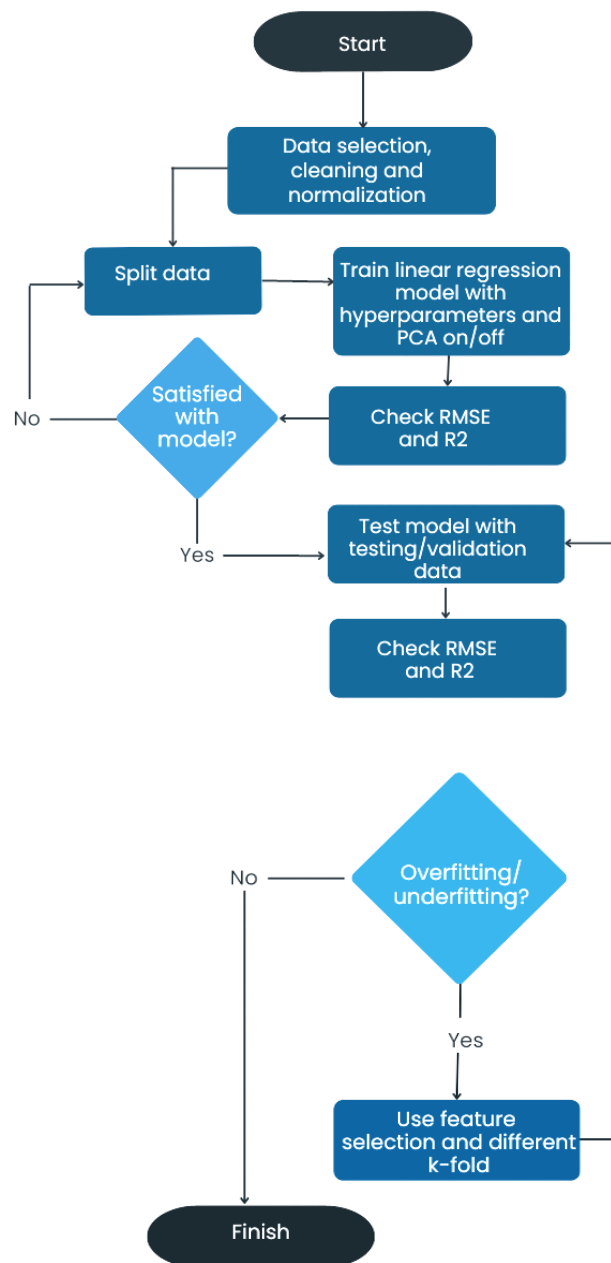 Start
Data selection,
cleaning and
normalization
Split data
Train linear regression
model with
hyperparameters and
PCA on/off
Satisfied
with
model?
No
Check RMSE
and R2
Yes
Test model with
testing/validation
data
Check RMSE
and R2
Overfitting/
underfitting?
No
Yes
Use feature
selection and different
k-fold
Finish